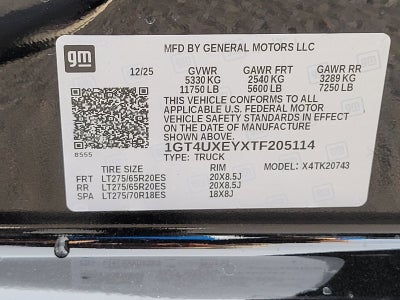 gm
MFD BY GENERAL MOTORS LLC
12/25 GVWR GAWR FRT GAWR RR
5330 KG 2540 KG 3289 KG
11750 LB 5600 LB 7250 LB
THIS VEHICLE CONFORMS TO ALL
APPLICABLE U.S. FEDERAL MOTOR
VEHICLE SAFETY STANDARDS IN EFFECT
ON THE DATE OF MANUFACTURE
SHOWN ABOVE.
8555
1GT4UXEYXTF205114
TYPE: TRUCK MODEL: X4TK20743
TIRE SIZE RIM
FRT LT275/65R20ES 20X8.5J
RR LT275/65R20ES 20X8.5J
SPA LT275/70R18ES 18X8J